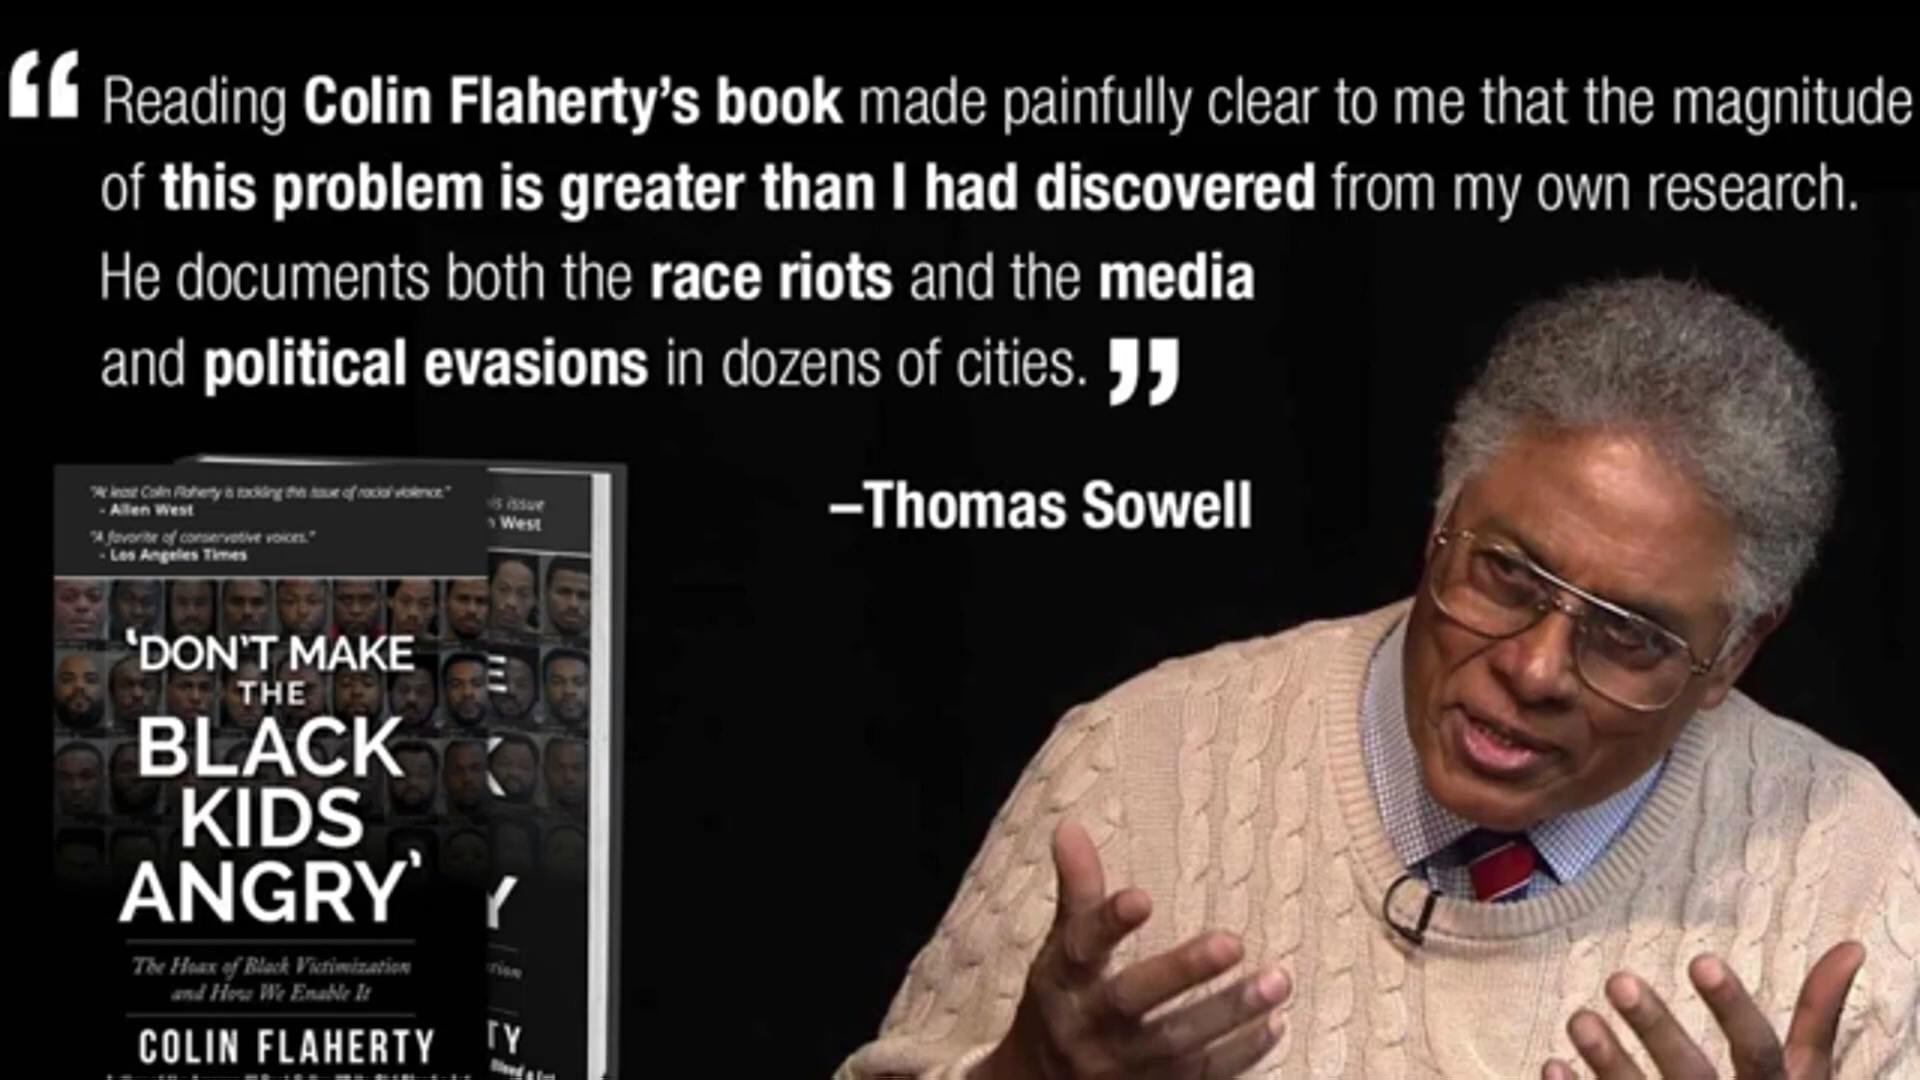 “Reading Colin Flaherty’s book made painfully clear to me that the magnitude
of this problem is greater than I had discovered from my own research.
He documents both the race riots and the media
and political evasions in dozens of cities.”
–Thomas Sowell
"At least Colin Flaherty is tackling this issue of racial violence."
- Allen West
"A favorite of conservative voices."
- Los Angeles Times
‘DON'T MAKE
THE
BLACK
KIDS
ANGRY’
The Hoax of Black Victimization
and How We Enable It
COLIN FLAHERTY
is issue
West
E
K
Y
TY